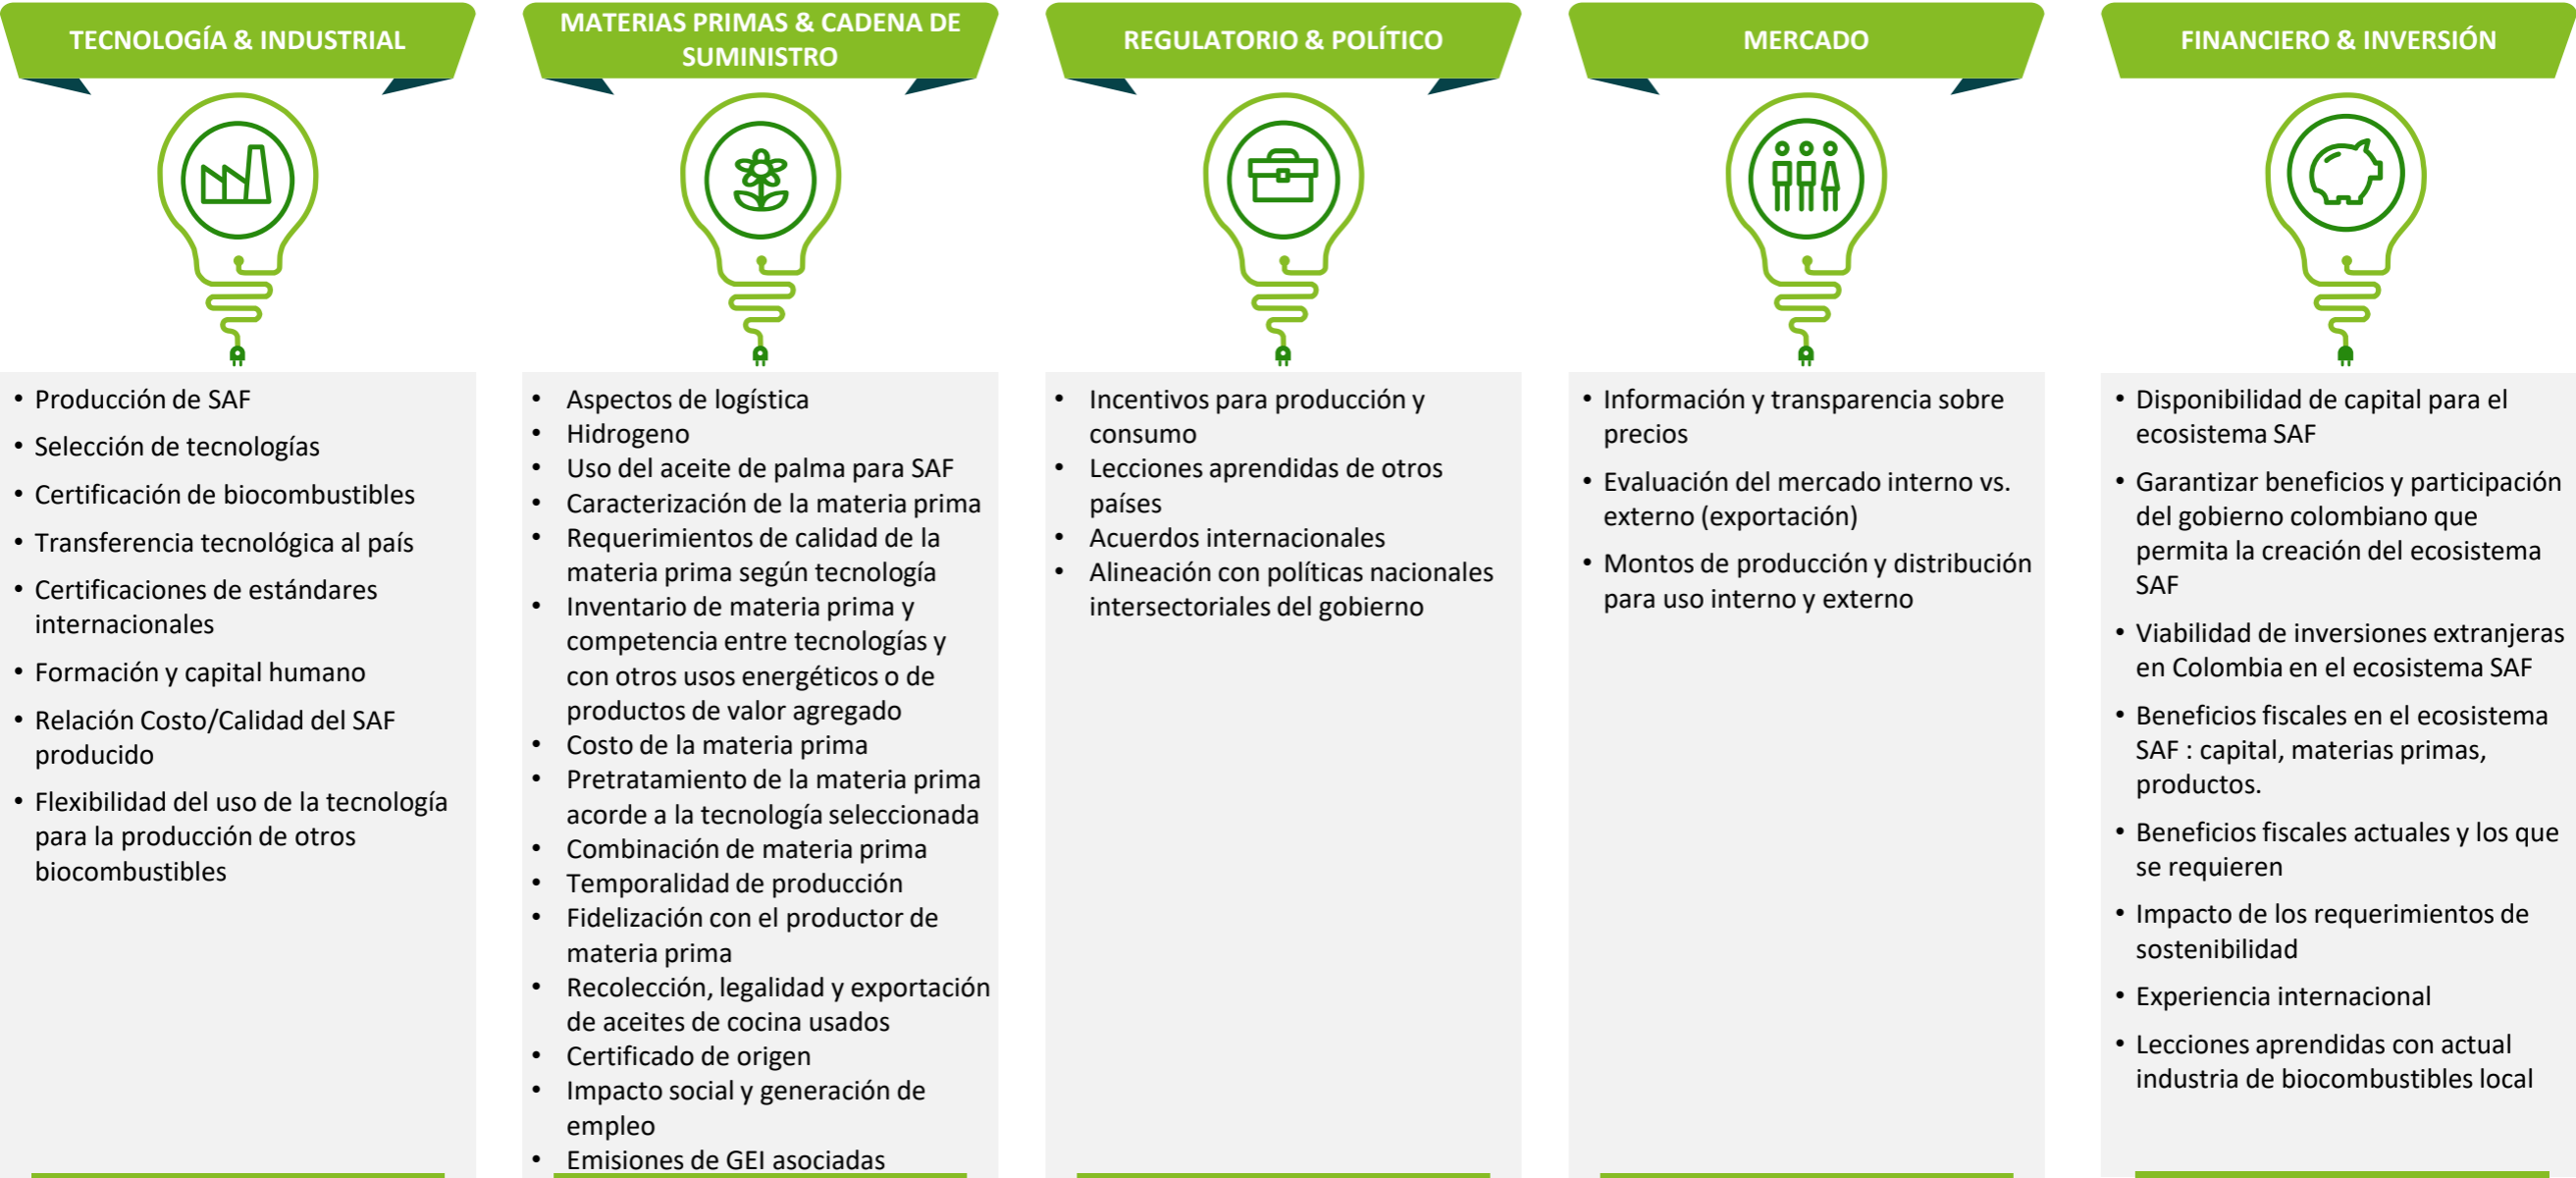 TECNOLOGÍA & INDUSTRIAL
• Producción de SAF
• Selección de tecnologías
• Certificación de biocombustibles
• Transferencia tecnológica al país
• Certificaciones de estándares
internacionales
• Formación y capital humano
• Relación Costo/Calidad del SAF
producido
• Flexibilidad del uso de la tecnología
para la producción de otros
biocombustibles
MATERIAS PRIMAS & CADENA DE
SUMINISTRO
• Aspectos de logística
• Hidrogeno
• Uso del aceite de palma para SAF
• Caracterización de la materia prima
• Requerimientos de calidad de la
materia prima según tecnología
• Inventario de materia prima y
competencia entre tecnologías y
con otros usos energéticos o de
productos de valor agregado
• Costo de la materia prima
• Pretratamiento de la materia prima
acorde a la tecnología seleccionada
• Combinación de materia prima
• Temporalidad de producción
• Fidelización con el productor de
materia prima
• Recolección, legalidad y exportación
de aceites de cocina usados
• Certificado de origen
• Impacto social y generación de
empleo
• Emisiones de GEI asociadas
REGULATORIO & POLÍTICO
• Incentivos para producción y
consumo
• Lecciones aprendidas de otros
países
• Acuerdos internacionales
• Alineación con políticas nacionales
intersectoriales del gobierno
MERCADO
• Información y transparencia sobre
precios
• Evaluación del mercado interno vs.
externo (exportación)
• Montos de producción y distribución
para uso interno y externo
FINANCIERO & INVERSIÓN
• Disponibilidad de capital para el
ecosistema SAF
• Garantizar beneficios y participación
del gobierno colombiano que
permita la creación del ecosistema
SAF
• Viabilidad de inversiones extranjeras
en Colombia en el ecosistema SAF
• Beneficios fiscales en el ecosistema
SAF : capital, materias primas,
productos.
• Beneficios fiscales actuales y los que
se requieren
• Impacto de los requerimientos de
sostenibilidad
• Experiencia internacional
• Lecciones aprendidas con actual
industria de biocombustibles local